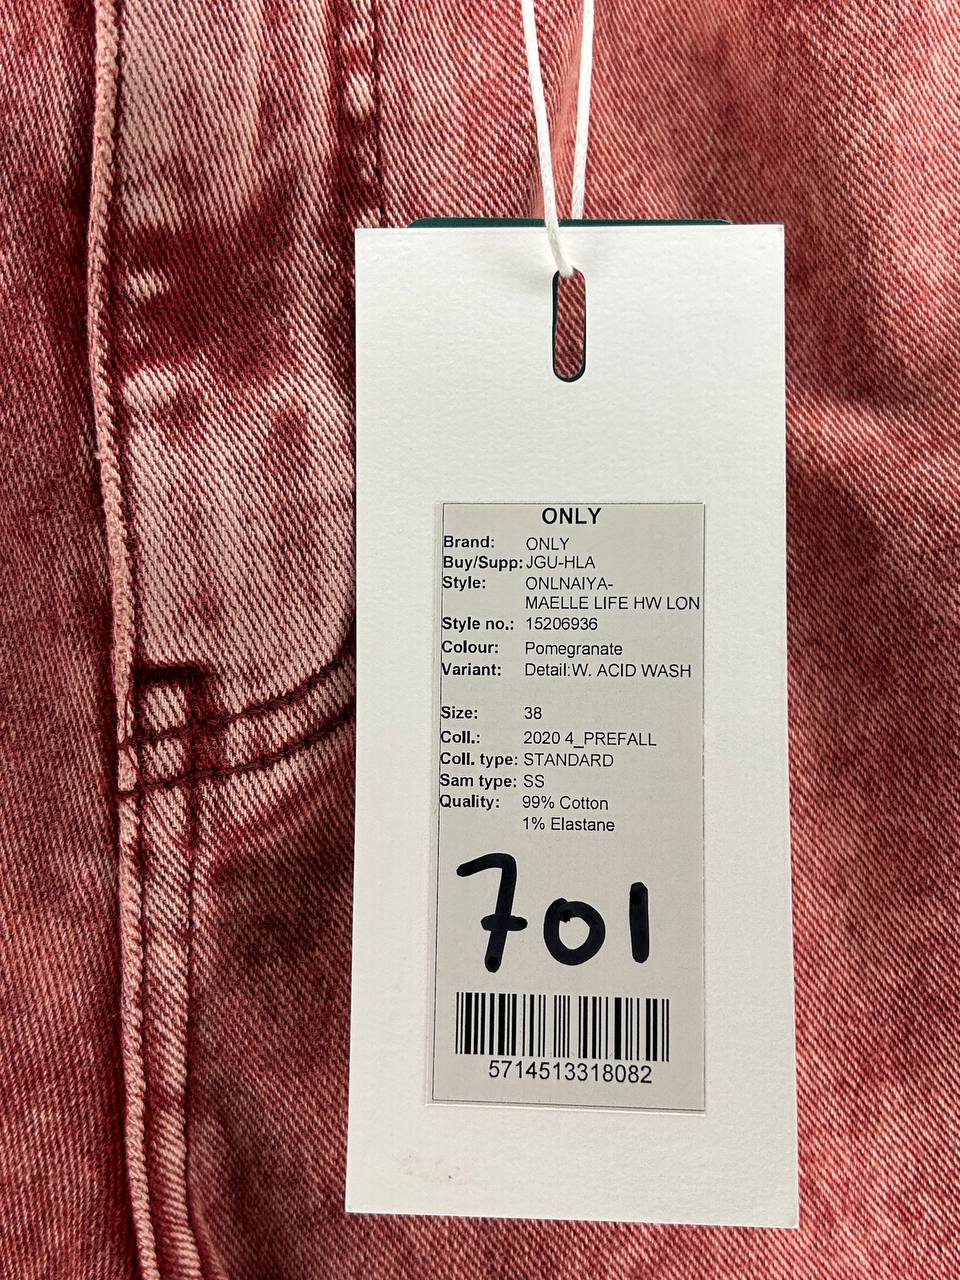 ONLY
Brand: ONLY
Buy/Supp: JGU-HLA
Style: ONLNAIYA-
MAELLE LIFE HW LON
Style no.: 15206936
Colour: Pomegranate
Variant: Detail:W. ACID WASH
Size: 38
Coll.: 2020 4_PREFALL
Coll. type: STANDARD
Sam type: SS
Quality: 99% Cotton
1% Elastane
701
5714513318082